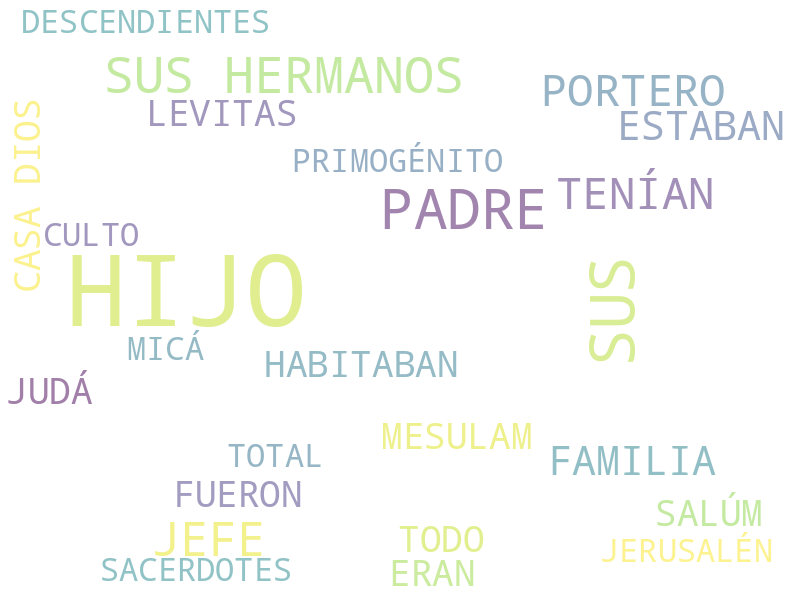 DESCENDIENTES
SUS HERMANOS
PORTERO
LEVITAS
ESTABAN
CASA DIOS
PRIMOGÉNITO
PADRE
TENÍAN
CULTO
HIJO
SUS
MICÁ
HABITABAN
JUDÁ
MESULAM
TOTAL
FAMILIA
FUERON
SALÚM
JEFE
TODO
JERUSALÉN
SACERDOTES
ERAN